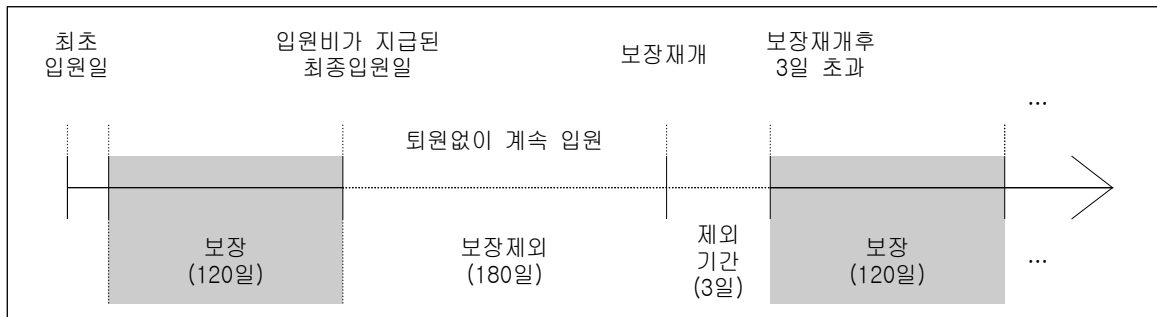 최초
입원일
입원비가 지급된
최종입원일
보장재개
보장재개후
3일 초과
...
퇴원없이 계속 입원
보장
(120일)
보장제외
(180일)
제외
기간
(3일)
보장
(120일)
...